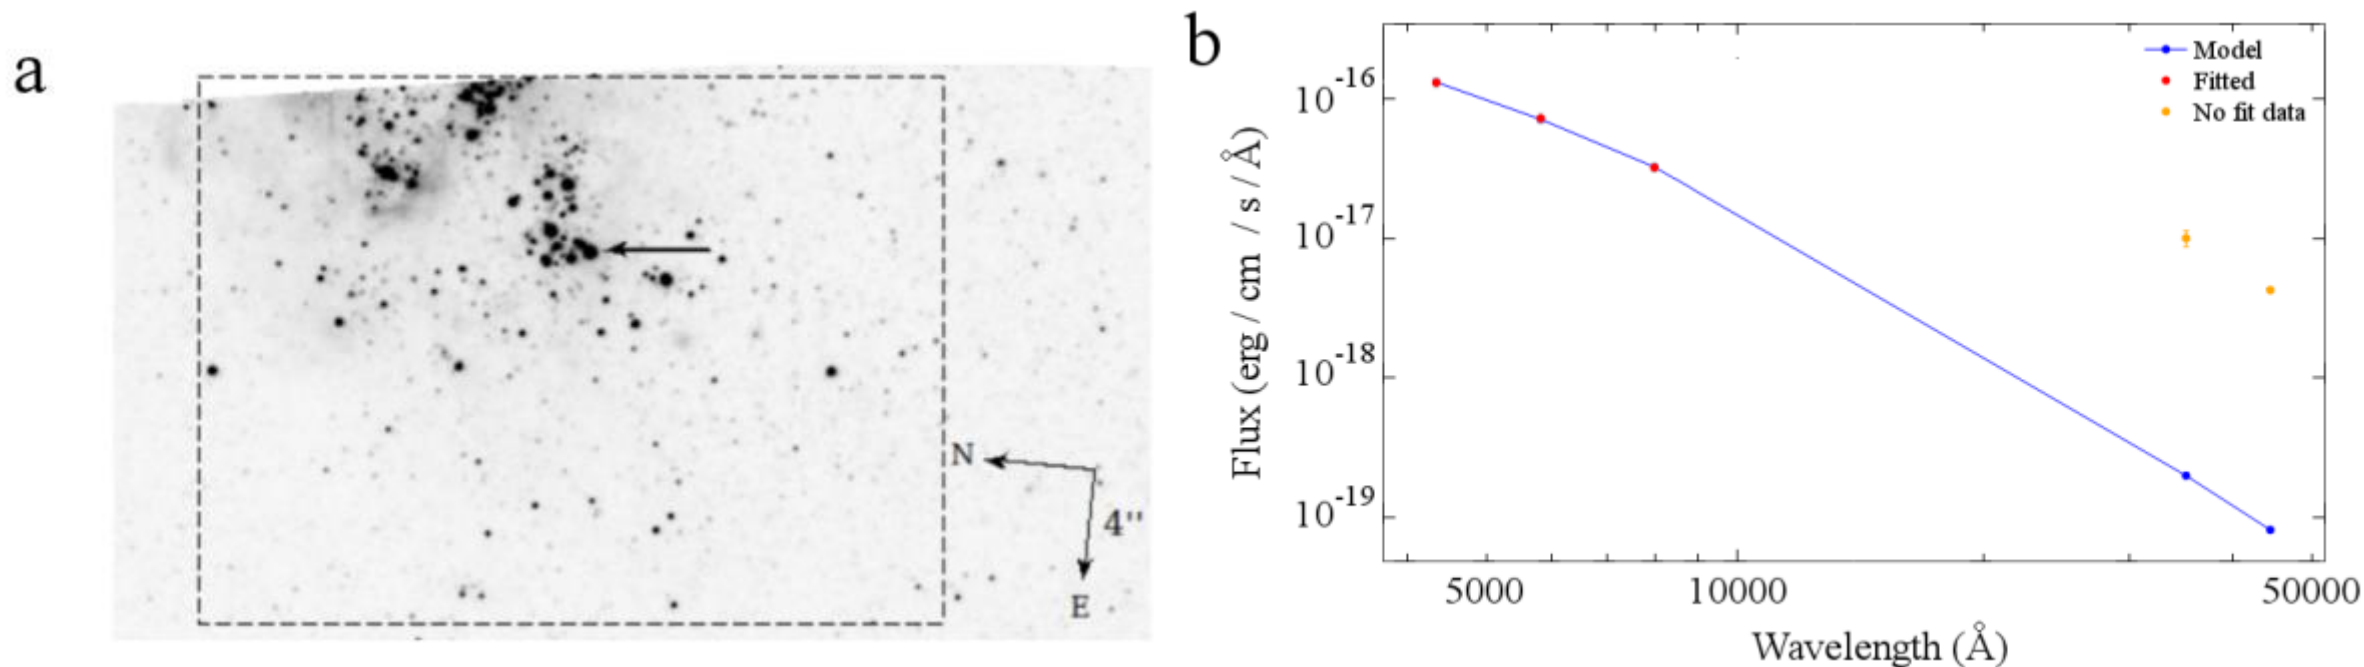 a
N
4"
E
b
Model
Fitted
No fit data
Flux (erg / cm / s / Å)
10-16
10-17
10-18
10-19
5000
10000
50000
Wavelength (Å)